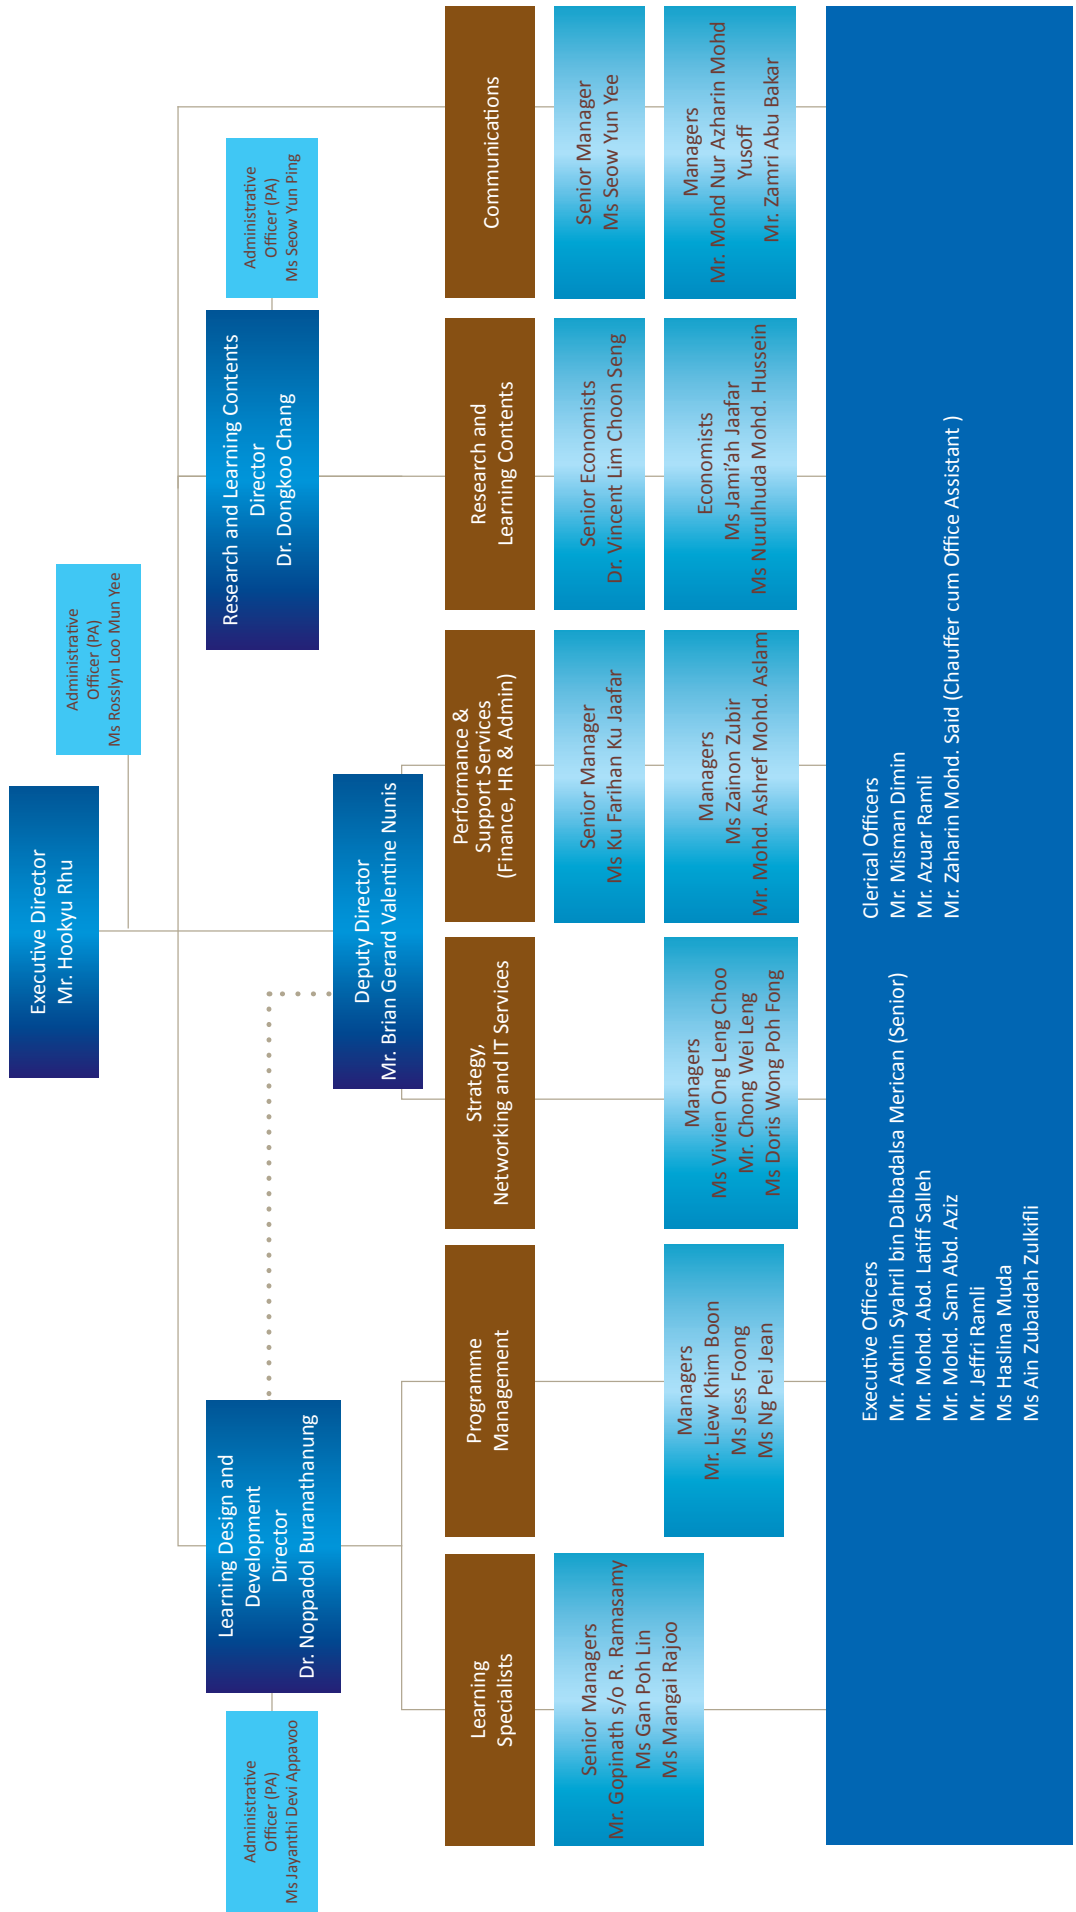 Executive Director
Mr. Hookyu Rhu
Administrative
Officer (PA)
Ms Rosslyn Loo Mun Yee
Administrative
Officer (PA)
Ms Jayanthi Devi Appavoo
Learning Design and
Development
Director
Dr. Noppadol Buranathanung
Deputy Director
Mr. Brian Gerard Valentine Nunis
Research and Learning Contents
Director
Dr. Dongkoo Chang
Administrative
Officer (PA)
Ms Seow Yun Ping
Learning
Specialists
Programme
Management
Strategy,
Networking and IT Services
Performance &
Support Services
(Finance, HR & Admin)
Research and
Learning Contents
Communications
Senior Managers
Mr. Gopinath s/o R. Ramasamy
Ms Gan Poh Lin
Ms Mangai Rajoo
Senior Manager
Ms Ku Farihan Ku Jaafar
Senior Economists
Dr. Vincent Lim Choon Seng
Senior Manager
Ms Seow Yun Yee
Managers
Mr. Liew Khim Boon
Ms Jess Foong
Ms Ng Pei Jean
Managers
Ms Vivien Ong Leng Choo
Mr. Chong Wei Leng
Ms Doris Wong Poh Fong
Managers
Ms Zainon Zubir
Mr. Mohd. Ashref Mohd. Aslam
Economists
Ms Jami’ah Jaafar
Ms Nurulhuda Mohd. Hussein
Managers
Mr. Mohd Nur Azharin Mohd
Yusoff
Mr. Zamri Abu Bakar
Executive Officers
Mr. Adnin Syahril bin Dalbadalsa Merican (Senior)
Mr. Mohd. Abd. Latiff Salleh
Mr. Mohd. Sam Abd. Aziz
Mr. Jeffri Ramli
Ms Haslina Muda
Ms Ain Zubaidah Zulkifli
Clerical Officers
Mr. Misman Dimin
Mr. Azuar Ramli
Mr. Zaharin Mohd. Said (Chauffer cum Office Assistant )